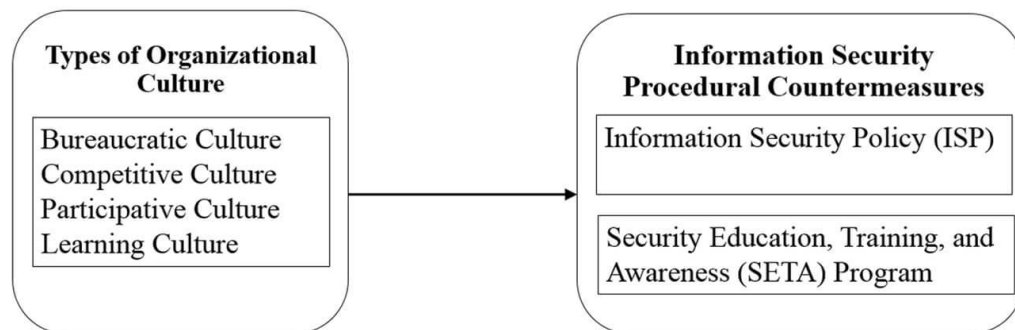 Types of Organizational
Culture
Bureaucratic Culture
Competitive Culture
Participative Culture
Learning Culture
Information Security
Procedural Countermeasures
Information Security Policy (ISP)
Security Education, Training, and
Awareness (SETA) Program